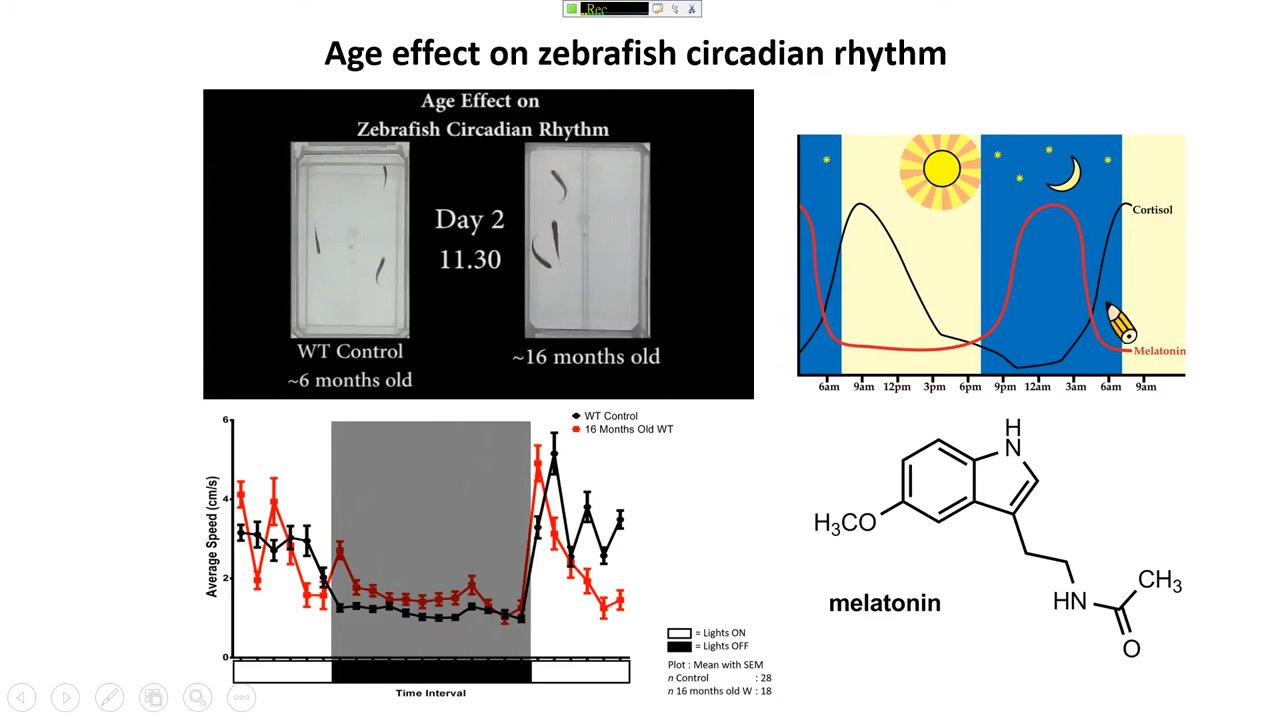 Rec
Age effect on zebrafish circadian rhythm
Age Effect on
Zebrafish Circadian Rhythm
Day 2
11.30
WT Control
~6 months old
~16 months old
Cortisol
Melatonin
6am 9am 12pm 3pm 6pm 9pm 12am 3am 6am 9am
WT Control
16 Months Old WT
6
4
2
0
Average Speed (cm/s)
Time Interval
= Lights ON
= Lights OFF
Plot : Mean with SEM
n Control : 28
n 16 months old W : 18
H
N
H3CO
HN
CH3
O
melatonin